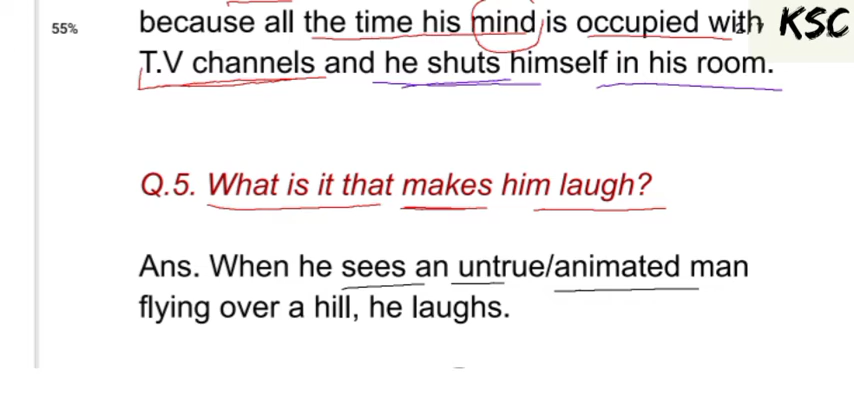 55%
because all the time his mind is occupied with
KSC
T.V channels and he shuts himself in his room.
Q.5. What is it that makes him laugh?
Ans. When he sees an untrue/animated man
flying over a hill, he laughs.